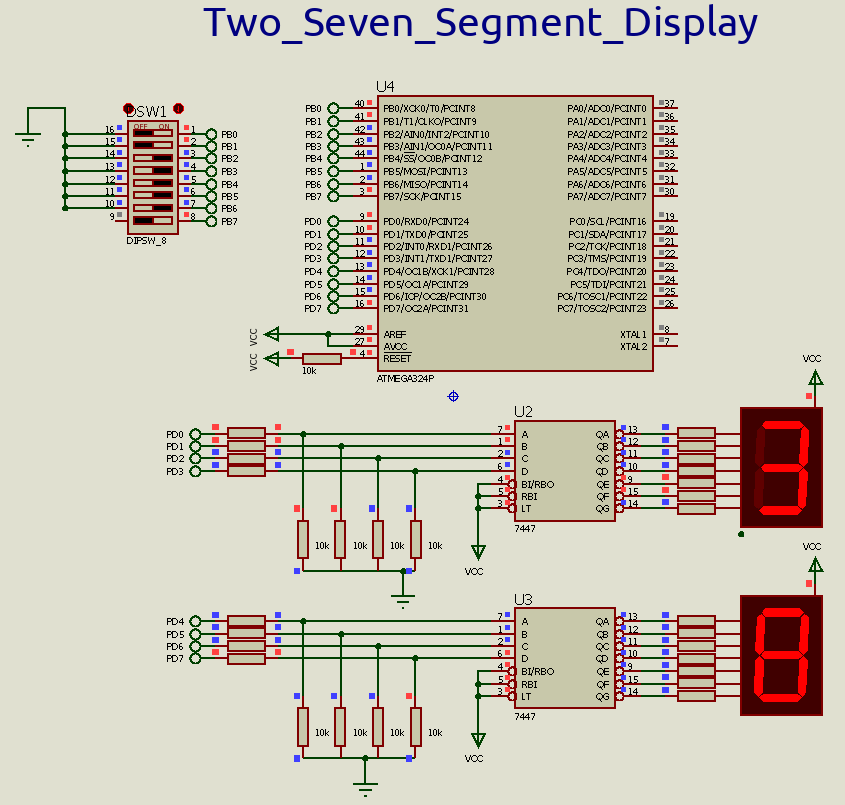 Two_Seven_Segment_Display
DSW1
OFF ON
16 1 PB0
15 2 PB1
14 3 PB2
13 4 PB3
12 5 PB4
11 6 PB5
10 7 PB6
9 8 PB7
DIPSW_8
U4
PB0 40 PB0/XCK0/T0/PCINT8 PA0/ADC0/PCINT0 37
PB1 41 PB1/T1/CLKO/PCINT9 PA1/ADC1/PCINT1 36
PB2 42 PB2/AIN0/INT2/PCINT10 PA2/ADC2/PCINT2 35
PB3 43 PB3/AIN1/OC0A/PCINT11 PA3/ADC3/PCINT3 34
PB4 44 PB4/SS/OC0B/PCINT12 PA4/ADC4/PCINT4 33
PB5 1 PB5/MOSI/PCINT13 PA5/ADC5/PCINT5 32
PB6 2 PB6/MISO/PCINT14 PA6/ADC6/PCINT6 31
PB7 3 PB7/SCK/PCINT15 PA7/ADC7/PCINT7 30
PD0 9 PD0/RXD0/PCINT24 PC0/SCL/PCINT16 19
PD1 10 PD1/TXD0/PCINT25 PC1/SDA/PCINT17 20
PD2 11 PD2/INT0/RXD1/PCINT26 PC2/TCK/PCINT18 21
PD3 12 PD3/INT1/TXD1/PCINT27 PC3/TMS/PCINT19 22
PD4 13 PD4/OC1B/XCK1/PCINT28 PC4/TDO/PCINT20 23
PD5 14 PD5/OC1A/PCINT29 PC5/TDI/PCINT21 24
PD6 15 PD6/ICP/OC2B/PCINT30 PC6/TOSC1/PCINT22 25
PD7 16 PD7/OC2A/PCINT31 PC7/TOSC2/PCINT23 26
VCC 29 AREF XTAL1 8
27 AVCC XTAL2 7
VCC 4 RESET
10k
ATMEGA324P
VCC
U2
PD0 7 A QA 13
PD1 1 B QB 12
PD2 2 C QC 11
PD3 6 D QD 10
4 BI/RBO QE 9
5 RBI QF 15
3 LT QG 14
3
7447
10k 10k 10k 10k
VCC
VCC
U3
PD4 7 A QA 13
PD5 1 B QB 12
PD6 2 C QC 11
PD7 6 D QD 10
4 BI/RBO QE 9
5 RBI QF 15
3 LT QG 14
8
7447
10k 10k 10k 10k
VCC